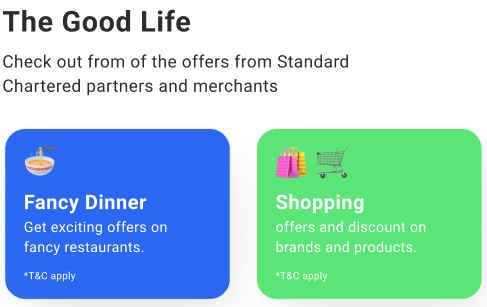 The Good Life
Check out from of the offers from Standard
Chartered partners and merchants
Fancy Dinner
Get exciting offers on
fancy restaurants.
*T&C apply
Shopping
offers and discount on
brands and products.
*T&C apply